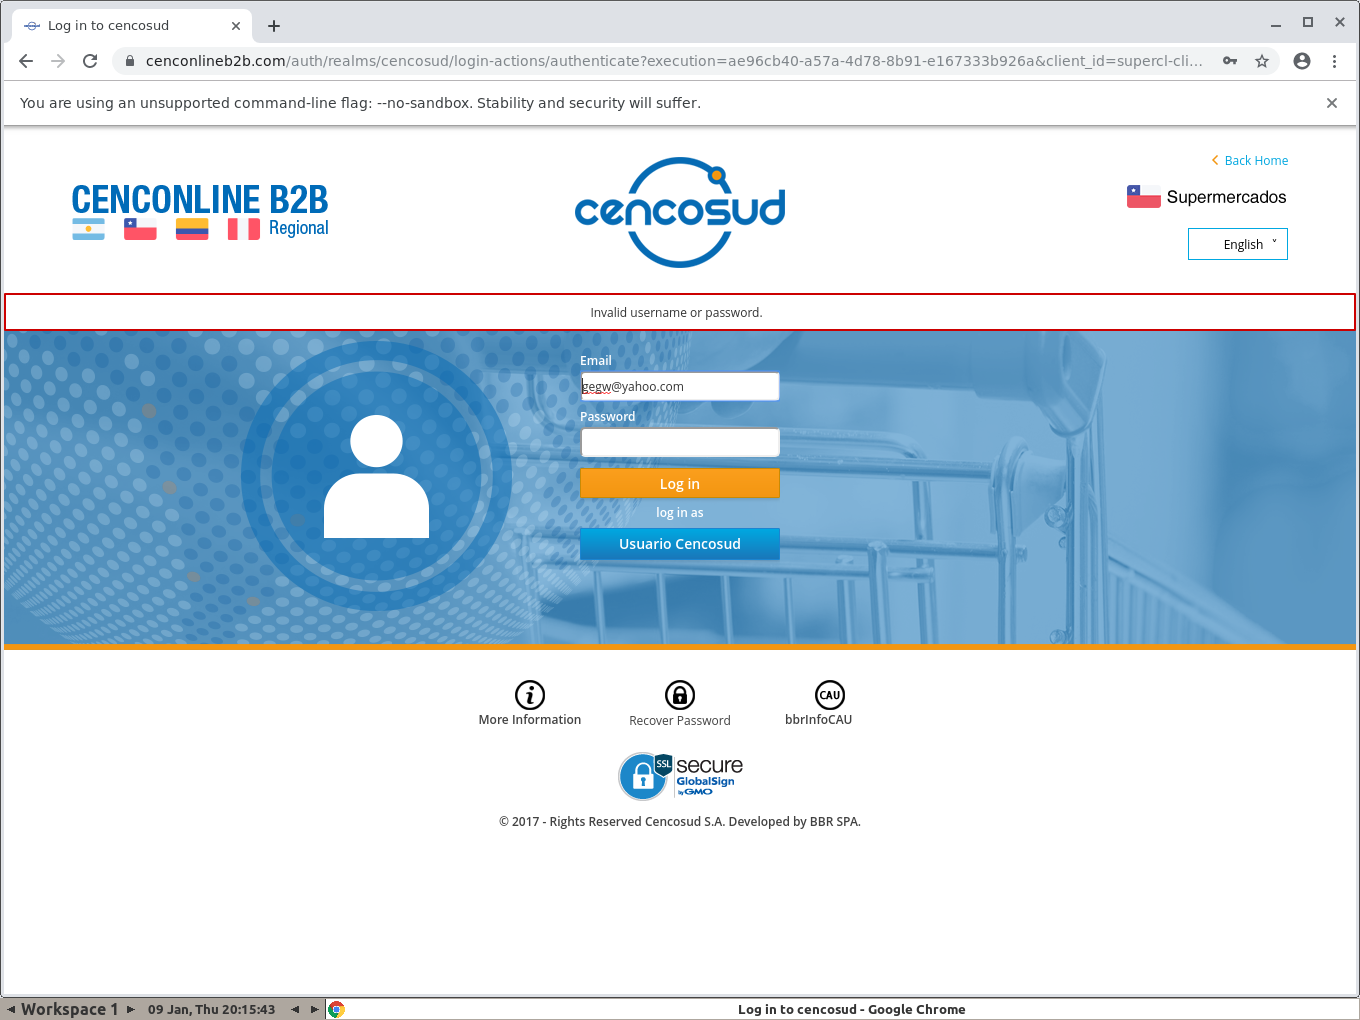 Log in to cencosud
cenconlineb2b.com/auth/realms/cencosud/login-actions/authenticate?execution=ae96cb40-a57a-4d78-8b91-e167333b926a&client_id=supercl-cli...
You are using an unsupported command-line flag: --no-sandbox. Stability and security will suffer.
Back Home
CENCONLINE B2B
Regional
cencosud
Supermercados
English
Invalid username or password.
Email
gegw@yahoo.com
Password
Log in
log in as
Usuario Cencosud
More Information
Recover Password
CAU
bbrInfoCAU
SSL
secure
GlobalSign
by GMO
© 2017 - Rights Reserved Cencosud S.A. Developed by BBR SPA.
Workspace 1
09 Jan, Thu 20:15:43
Log in to cencosud - Google Chrome